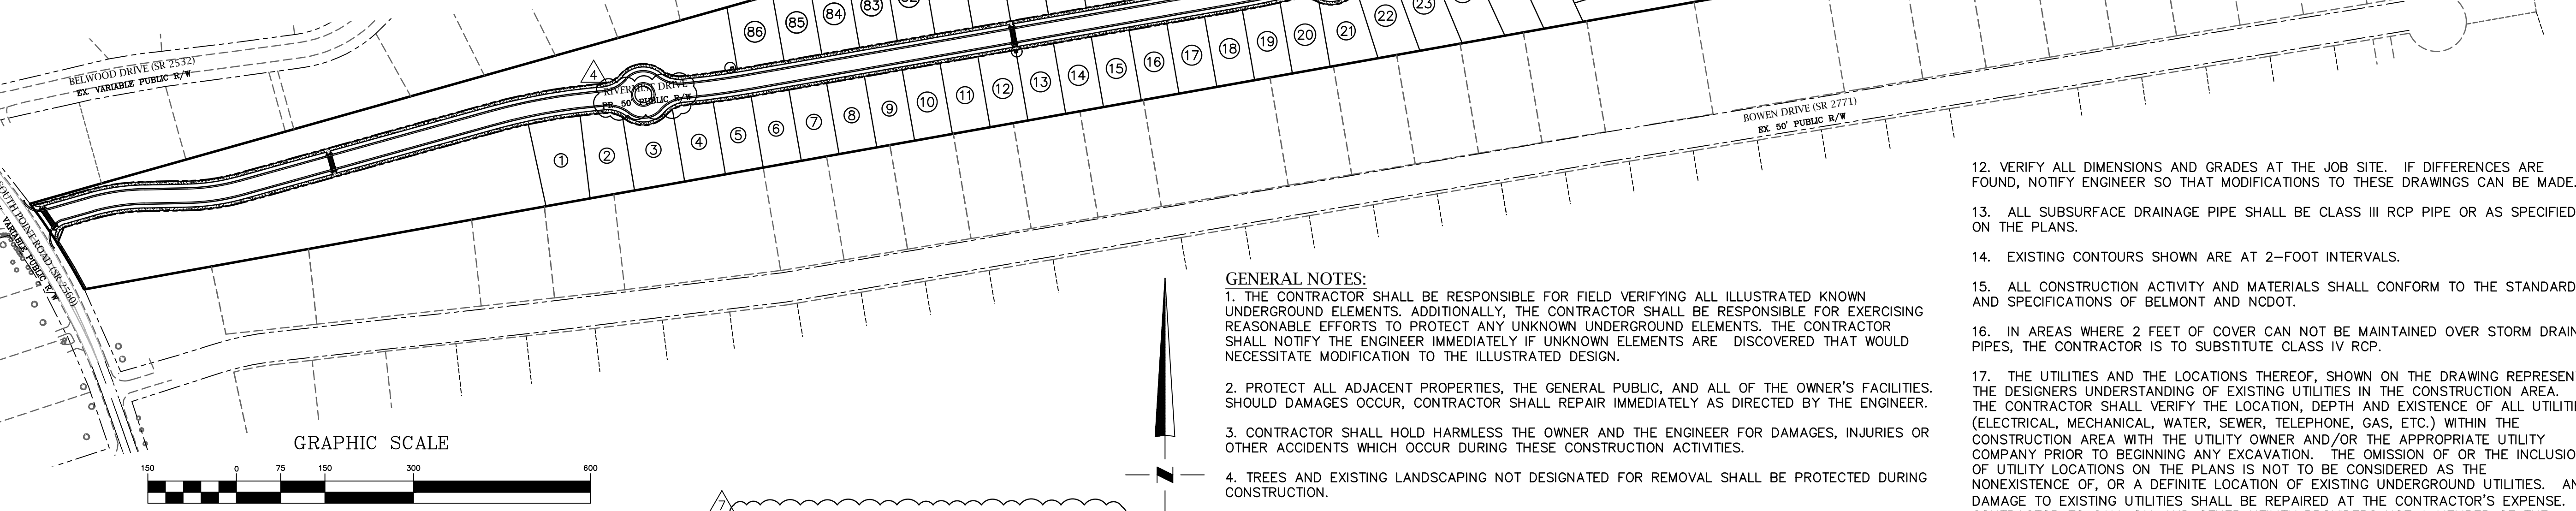 86
85
84
83
22
23
21
20
19
18
17
16
15
14
13
12
11
10
9
8
7
6
5
4
3
2
1
BELWOOD DRIVE (SR 2532)
EX. VARIABLE PUBLIC R/W
4
RIVERMIST DRIVE
PR. 50' PUBLIC R/W
BOWEN DRIVE (SR 2771)
EX. 50' PUBLIC R/W
SOUTH POINT ROAD (SR 2560)
VARIABLE PUBLIC R/W
GRAPHIC SCALE
150 0 75 150 300 600
7
N
GENERAL NOTES:
1. THE CONTRACTOR SHALL BE RESPONSIBLE FOR FIELD VERIFYING ALL ILLUSTRATED KNOWN
UNDERGROUND ELEMENTS. ADDITIONALLY, THE CONTRACTOR SHALL BE RESPONSIBLE FOR EXERCISING
REASONABLE EFFORTS TO PROTECT ANY UNKNOWN UNDERGROUND ELEMENTS. THE CONTRACTOR
SHALL NOTIFY THE ENGINEER IMMEDIATELY IF UNKNOWN ELEMENTS ARE DISCOVERED THAT WOULD
NECESSITATE MODIFICATION TO THE ILLUSTRATED DESIGN.
2. PROTECT ALL ADJACENT PROPERTIES, THE GENERAL PUBLIC, AND ALL OF THE OWNER'S FACILITIES.
SHOULD DAMAGES OCCUR, CONTRACTOR SHALL REPAIR IMMEDIATELY AS DIRECTED BY THE ENGINEER.
3. CONTRACTOR SHALL HOLD HARMLESS THE OWNER AND THE ENGINEER FOR DAMAGES, INJURIES OR
OTHER ACCIDENTS WHICH OCCUR DURING THESE CONSTRUCTION ACTIVITIES.
4. TREES AND EXISTING LANDSCAPING NOT DESIGNATED FOR REMOVAL SHALL BE PROTECTED DURING
CONSTRUCTION.
12. VERIFY ALL DIMENSIONS AND GRADES AT THE JOB SITE. IF DIFFERENCES ARE
FOUND, NOTIFY ENGINEER SO THAT MODIFICATIONS TO THESE DRAWINGS CAN BE MADE.
13. ALL SUBSURFACE DRAINAGE PIPE SHALL BE CLASS III RCP PIPE OR AS SPECIFIED
ON THE PLANS.
14. EXISTING CONTOURS SHOWN ARE AT 2-FOOT INTERVALS.
15. ALL CONSTRUCTION ACTIVITY AND MATERIALS SHALL CONFORM TO THE STANDARD
AND SPECIFICATIONS OF BELMONT AND NCDOT.
16. IN AREAS WHERE 2 FEET OF COVER CAN NOT BE MAINTAINED OVER STORM DRAIN
PIPES, THE CONTRACTOR IS TO SUBSTITUTE CLASS IV RCP.
17. THE UTILITIES AND THE LOCATIONS THEREOF, SHOWN ON THE DRAWING REPRESEN
THE DESIGNERS UNDERSTANDING OF EXISTING UTILITIES IN THE CONSTRUCTION AREA.
THE CONTRACTOR SHALL VERIFY THE LOCATION, DEPTH AND EXISTENCE OF ALL UTILITI
(ELECTRICAL, MECHANICAL, WATER, SEWER, TELEPHONE, GAS, ETC.) WITHIN THE
CONSTRUCTION AREA WITH THE UTILITY OWNER AND/OR THE APPROPRIATE UTILITY
COMPANY PRIOR TO BEGINNING ANY EXCAVATION. THE OMISSION OF OR THE INCLUSIO
OF UTILITY LOCATIONS ON THE PLANS IS NOT TO BE CONSIDERED AS THE
NONEXISTENCE OF, OR A DEFINITE LOCATION OF EXISTING UNDERGROUND UTILITIES. AN
DAMAGE TO EXISTING UTILITIES SHALL BE REPAIRED AT THE CONTRACTOR'S EXPENSE.